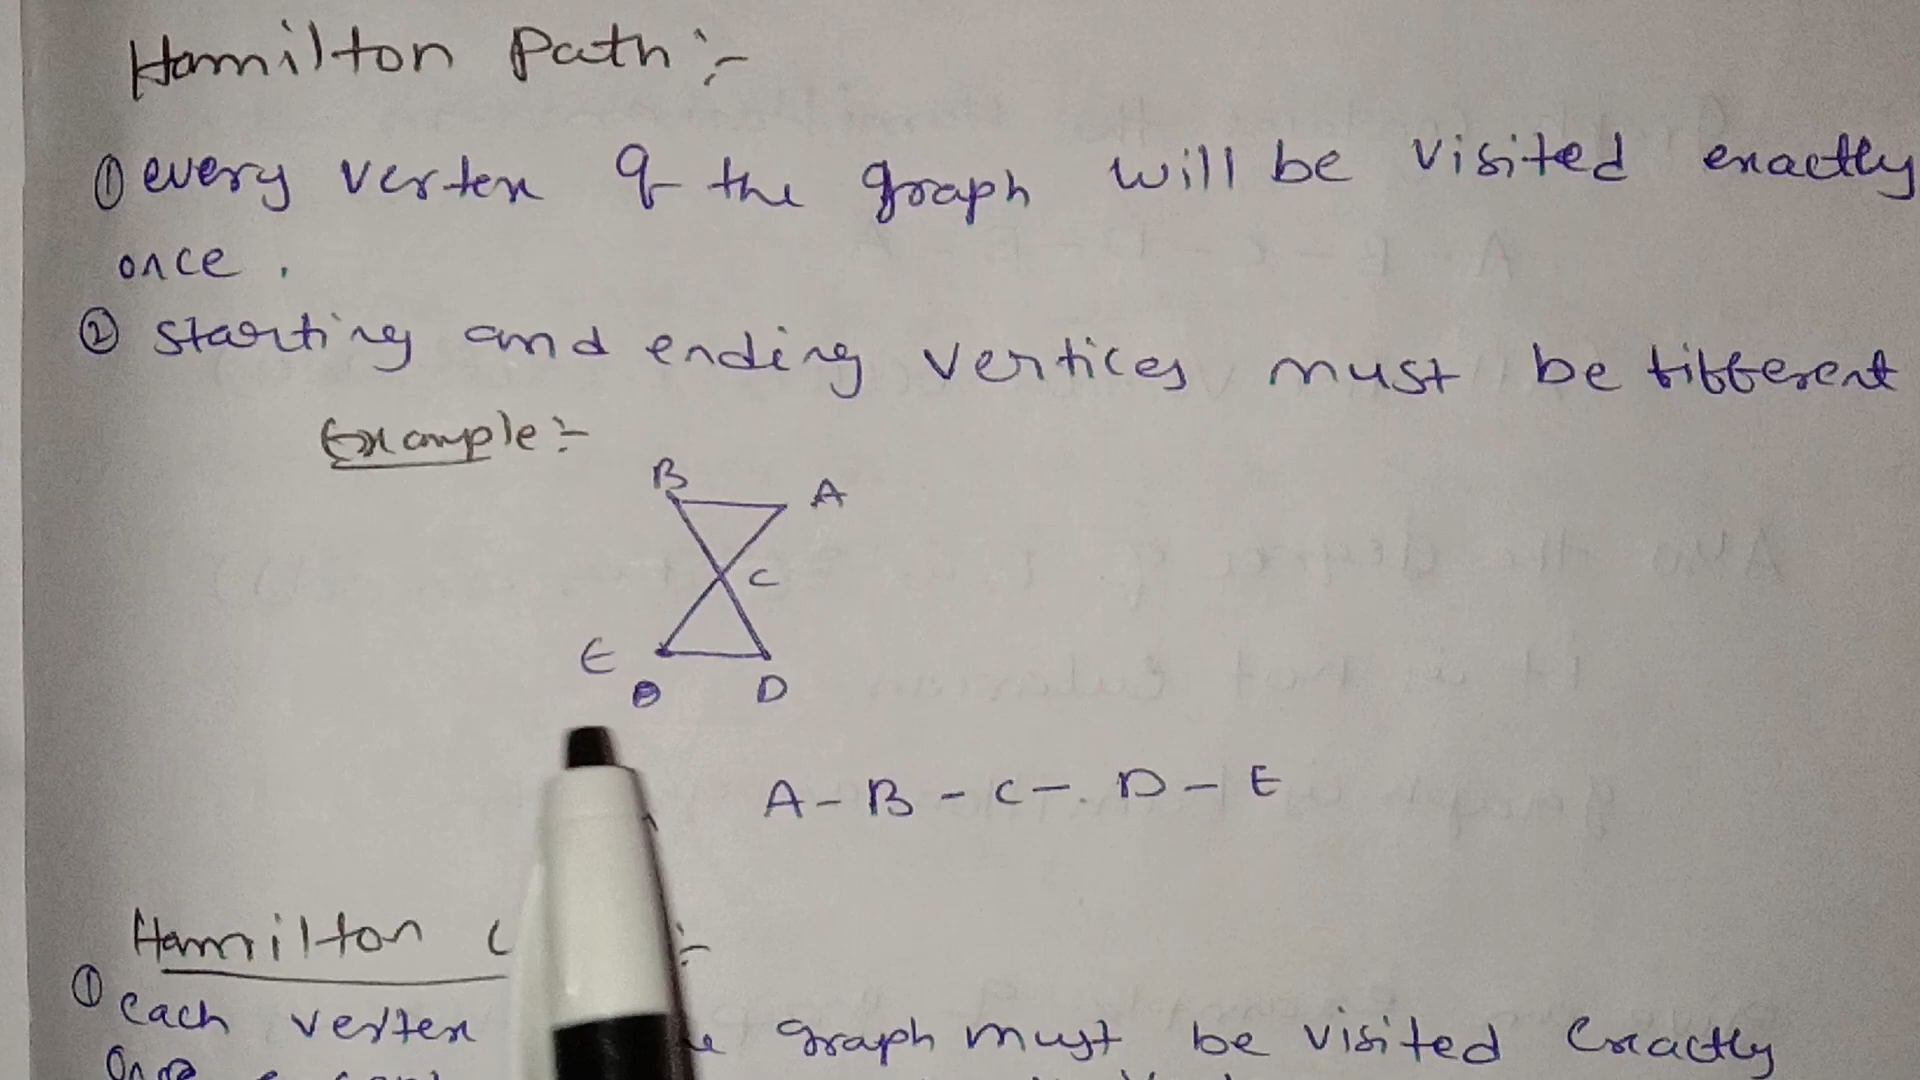 Hamilton Path :-
① every vertex of the graph will be visited exactly
once .
② starting and ending vertices must be different
Example :-
B A
C
E
D
A - B - C - D - E
Hamilton :-
① each vertex graph must be visited exactly